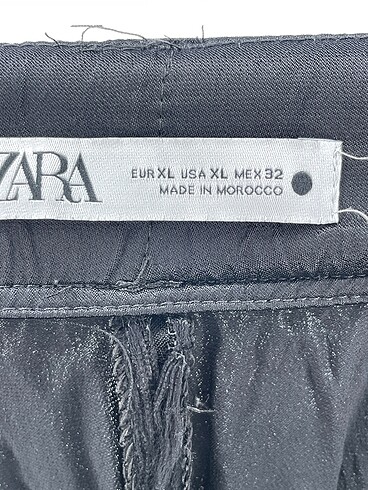 ZARA
EUR XL USA XL MEX 32
MADE IN MOROCCO